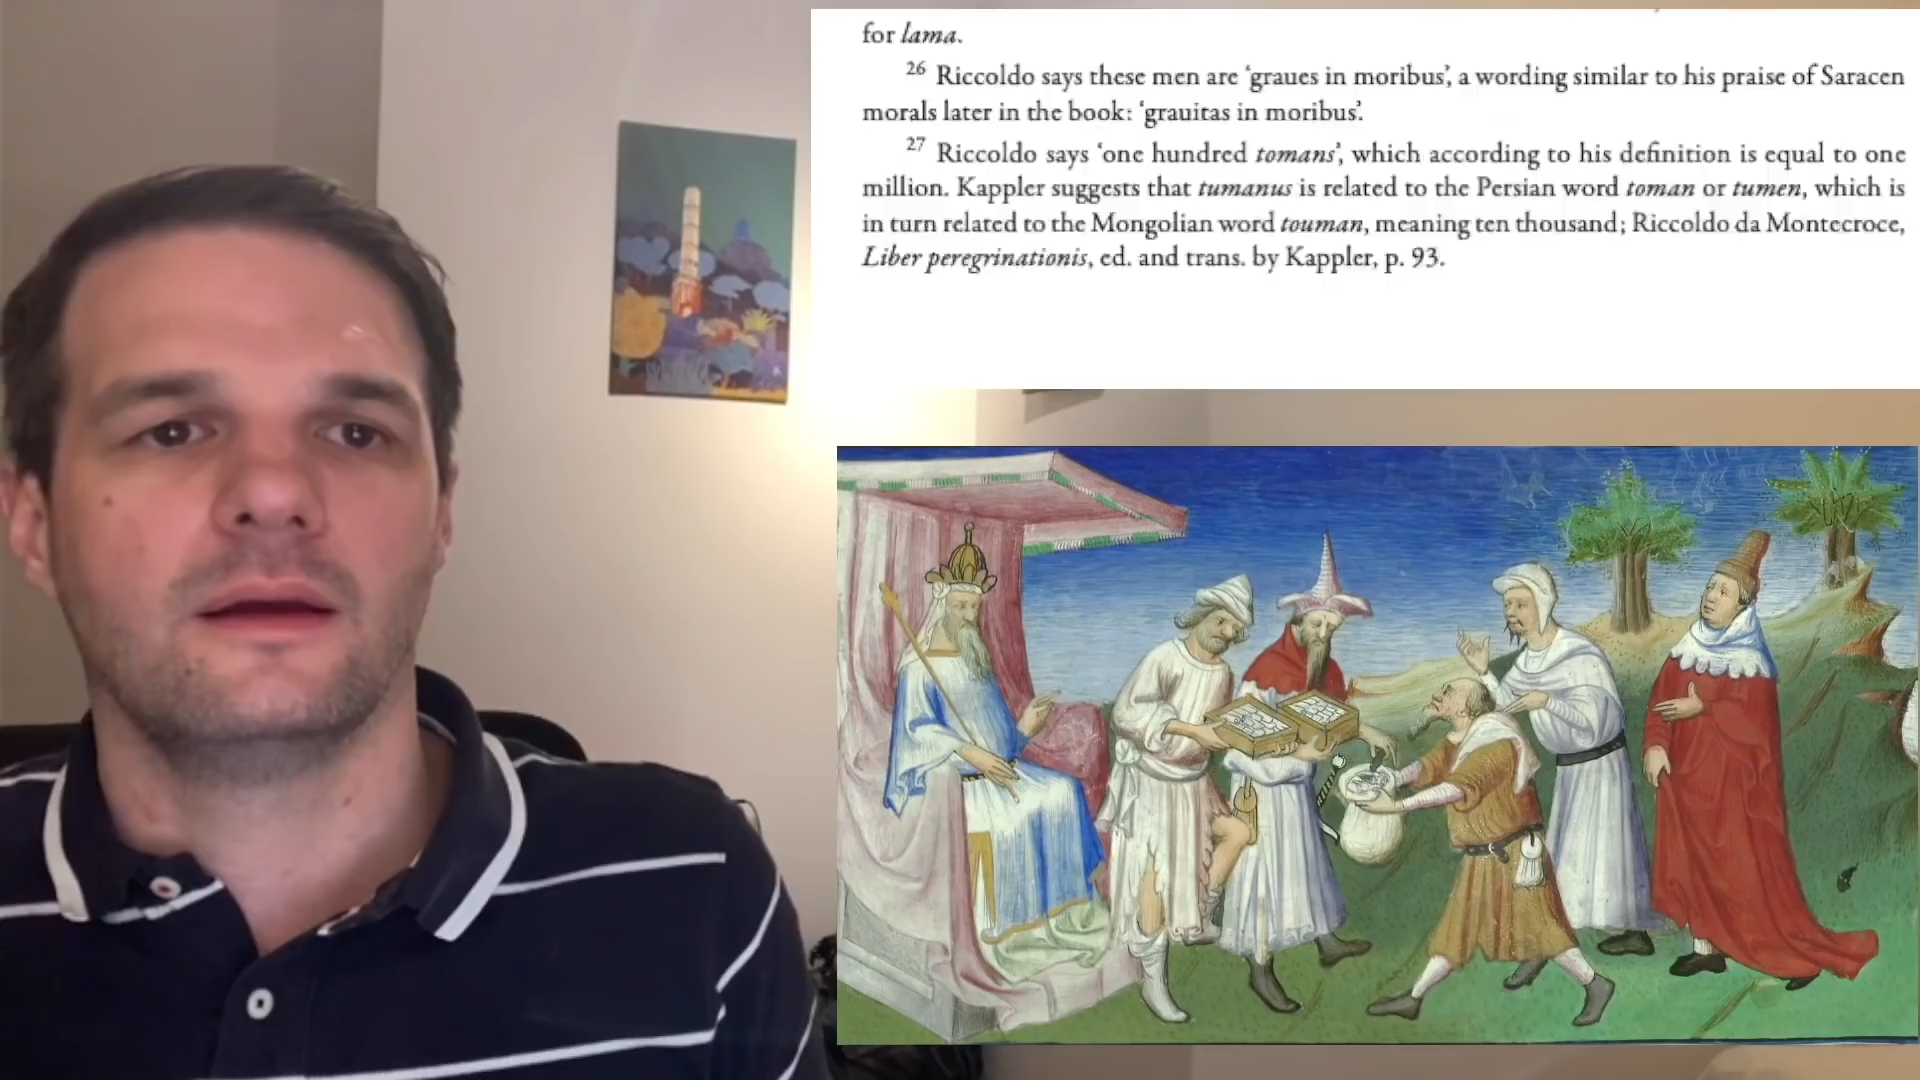 for lama.
26 Riccoldo says these men are ‘graues in moribus’, a wording similar to his praise of Saracen
morals later in the book: ‘grauitas in moribus’.
27 Riccoldo says ‘one hundred tomans’, which according to his definition is equal to one
million. Kappler suggests that tumanus is related to the Persian word toman or tumen, which is
in turn related to the Mongolian word touman, meaning ten thousand; Riccoldo da Montecroce,
Liber peregrinationis, ed. and trans. by Kappler, p. 93.